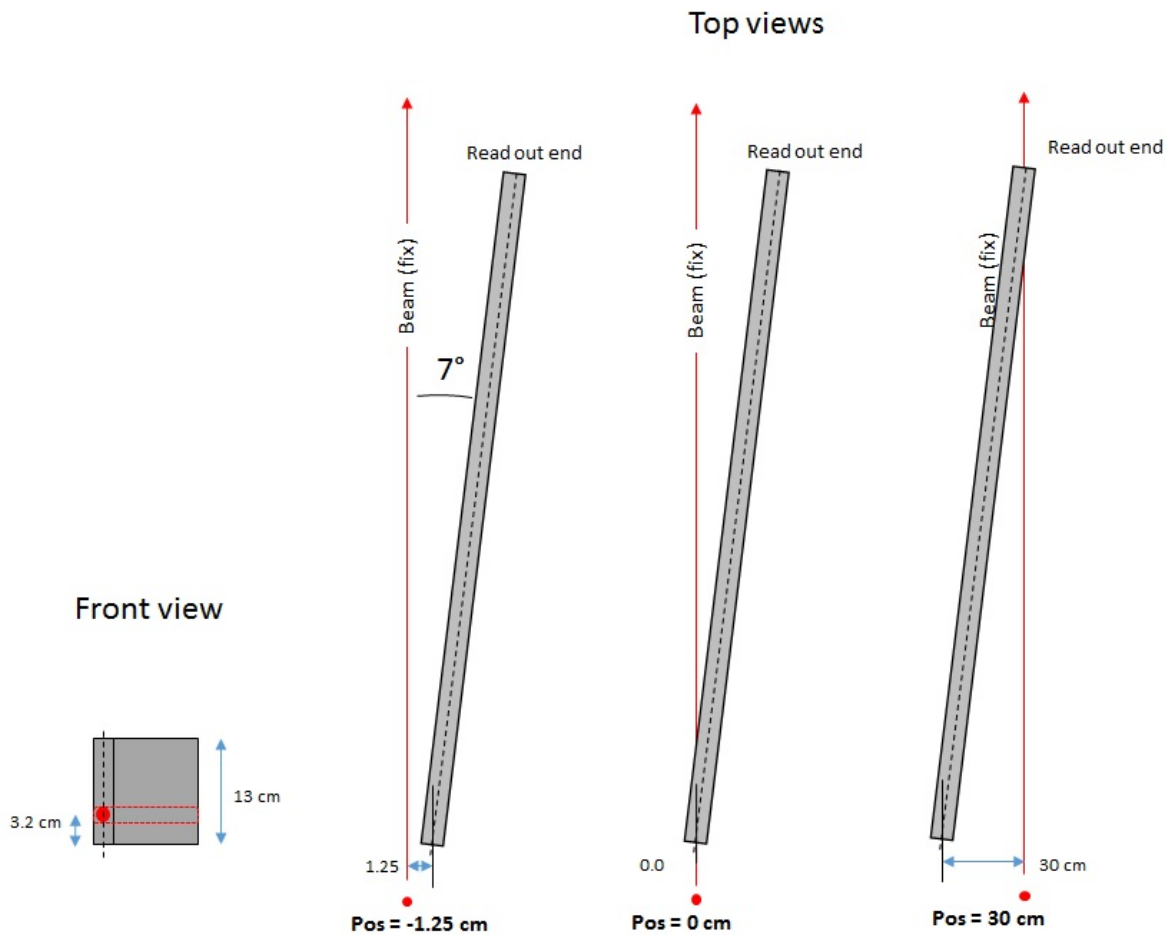 Top views
Read out end
Read out end
Read out end
Beam (fix)
Beam (fix)
Beam (fix)
7°
Front view
13 cm
3.2 cm
1.25
0.0
30 cm
Pos = -1.25 cm
Pos = 0 cm
Pos = 30 cm